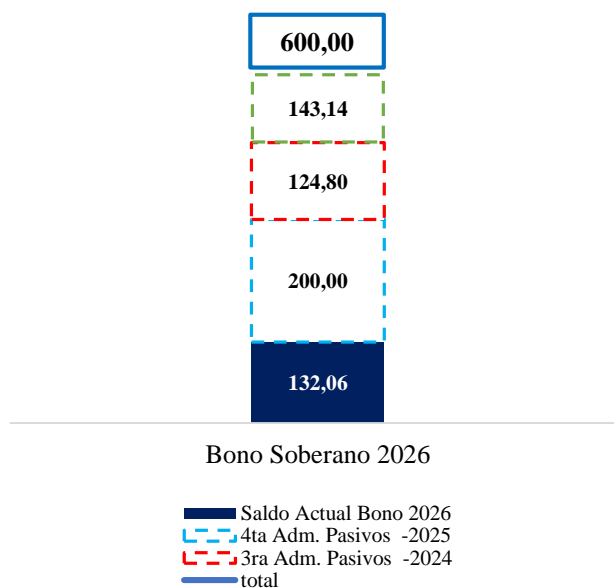 600,00
143,14
124,80
200,00
132,06
Bono Soberano 2026
Saldo Actual Bono 2026
4ta Adm. Pasivos -2025
3ra Adm. Pasivos -2024
total